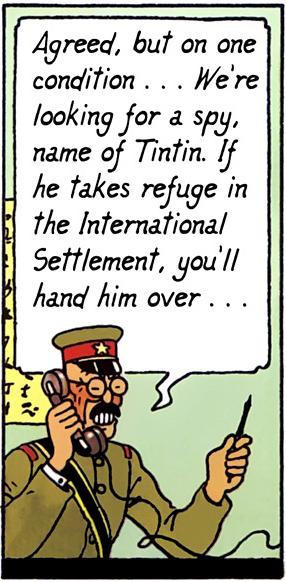 Agreed, but on one
condition . . . We're
looking for a spy,
name of Tintin. If
he takes refuge in
the International
Settlement, you'll
hand him over . . .